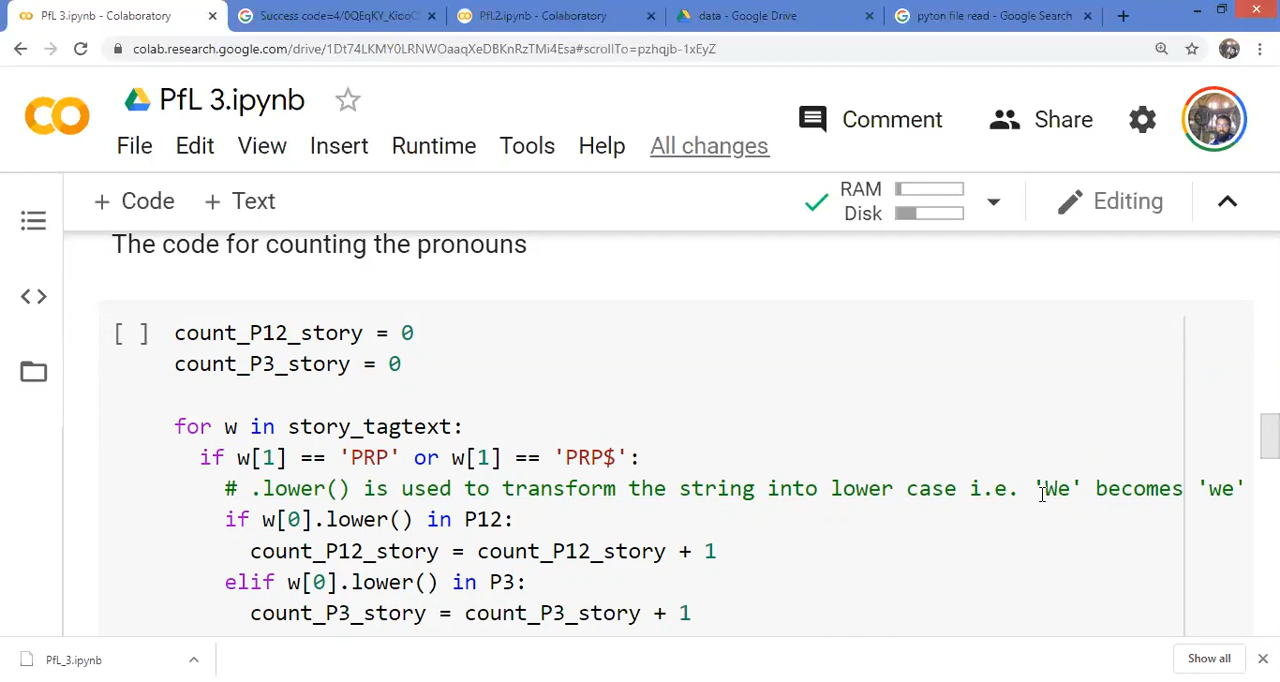 PfL 3.ipynb - Colaboratory
Success code=4/0QEqKY_
PfL2.ipynb - Colaboratory
data - Google Drive
pyton file read - Google Search
colab.research.google.com/drive/1Dt74LKMY0LRNWOaaqXeDBKnRzTMi4Esa#scrollTo=pzhqjb-1xEyZ
PfL 3.ipynb
Comment
Share
File Edit View Insert Runtime Tools Help All changes
+ Code + Text
RAM
Disk
Editing
The code for counting the pronouns
[ ] count_P12_story = 0
count_P3_story = 0
for w in story_tagtext:
if w[1] == 'PRP' or w[1] == 'PRP$':
# .lower() is used to transform the string into lower case i.e. 'We' becomes 'we'
if w[0].lower() in P12:
count_P12_story = count_P12_story + 1
elif w[0].lower() in P3:
count_P3_story = count_P3_story + 1
PfL_3.ipynb
Show all